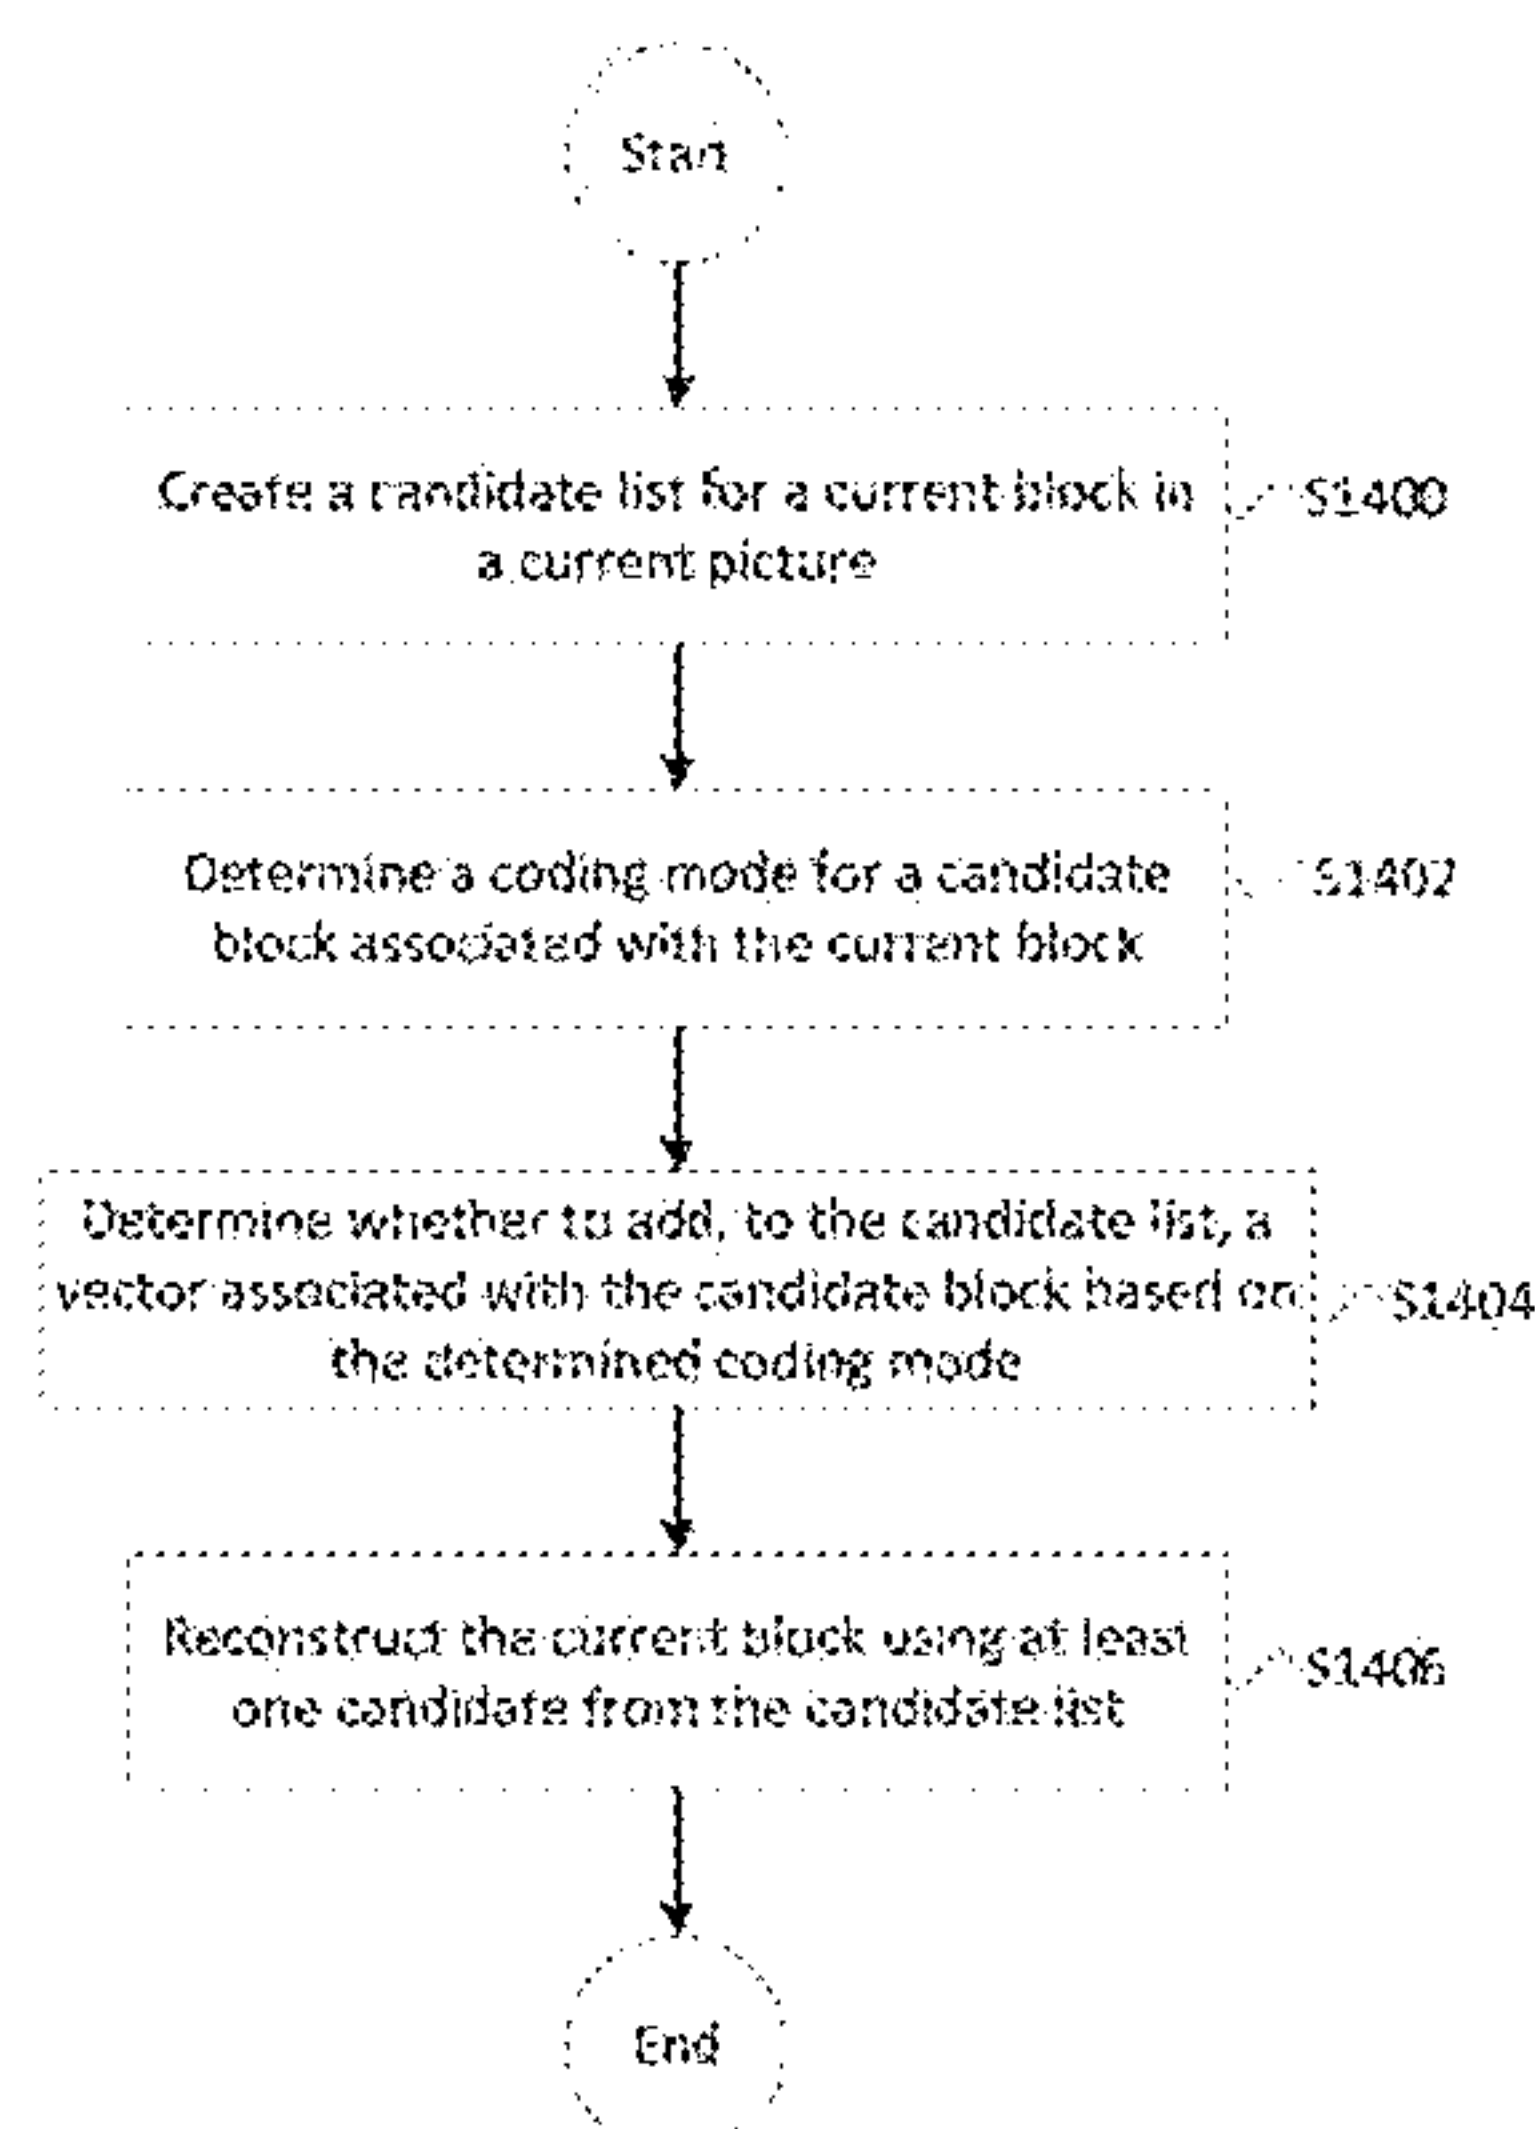 Start
Create a candidate list for a current block in
a current picture
S1400
Determine a coding mode for a candidate
block associated with the current block
S1402
Determine whether to add, to the candidate list, a
vector associated with the candidate block based on
the determined coding mode
S1404
Reconstruct the current block using at least
one candidate from the candidate list
S1406
End